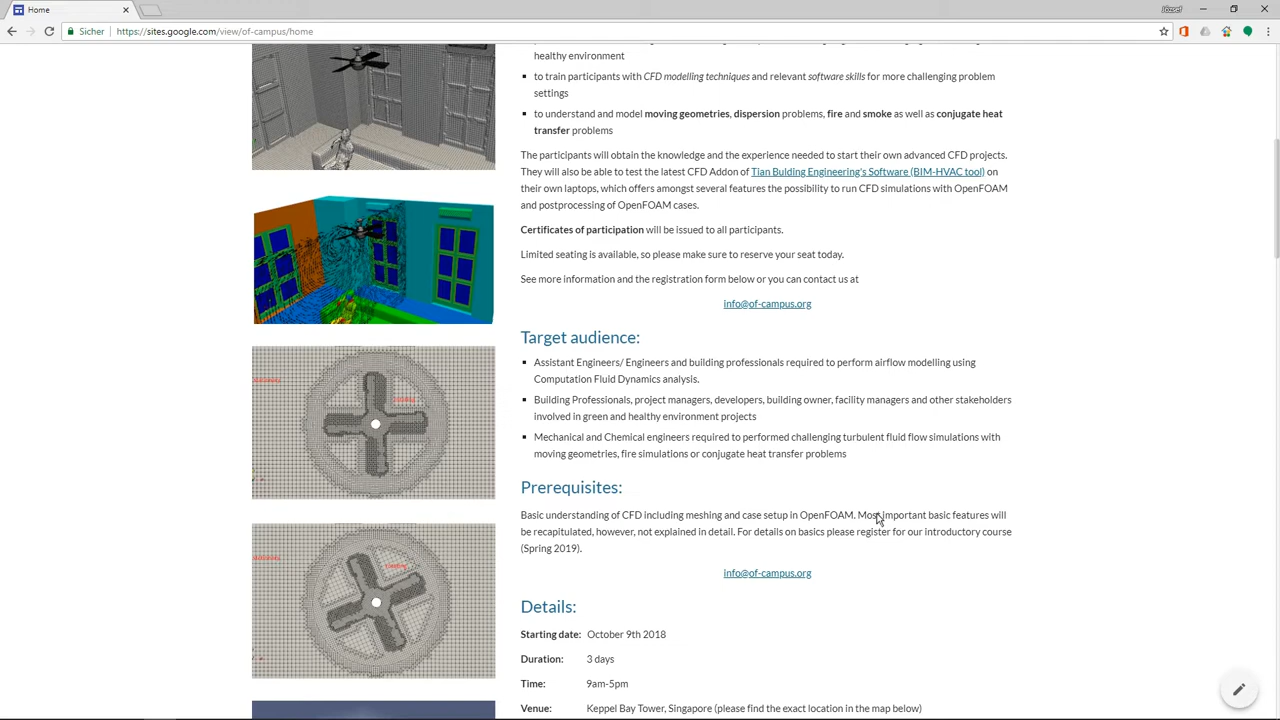 Home
Sicher
https://sites.google.com/view/of-campus/home
healthy environment
to train participants with CFD modelling techniques and relevant software skills for more challenging problem
settings
to understand and model moving geometries, dispersion problems, fire and smoke as well as conjugate heat
transfer problems
The participants will obtain the knowledge and the experience needed to start their own advanced CFD projects.
They will also be able to test the latest CFD Addon of Tian Bulding Engineering's Software (BIM-HVAC tool) on
their own laptops, which offers amongst several features the possibility to run CFD simulations with OpenFOAM
and postprocessing of OpenFOAM cases.
Certificates of participation will be issued to all participants.
Limited seating is available, so please make sure to reserve your seat today.
See more information and the registration form below or you can contact us at
info@of-campus.org
Target audience:
Assistant Engineers/ Engineers and building professionals required to perform airflow modelling using
Computation Fluid Dynamics analysis.
Building Professionals, project managers, developers, building owner, facility managers and other stakeholders
involved in green and healthy environment projects
Mechanical and Chemical engineers required to performed challenging turbulent fluid flow simulations with
moving geometries, fire simulations or conjugate heat transfer problems
Prerequisites:
Basic understanding of CFD including meshing and case setup in OpenFOAM. Most important basic features will
be recapitulated, however, not explained in detail. For details on basics please register for our introductory course
(Spring 2019).
info@of-campus.org
Details:
Starting date: October 9th 2018
Duration: 3 days
Time: 9am-5pm
Venue: Keppel Bay Tower, Singapore (please find the exact location in the map below)
stationary
rotating
stationary
rotating